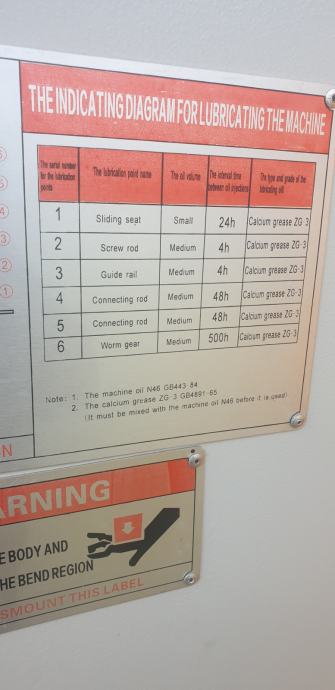 THE INDICATING DIAGRAM FOR LUBRICATING THE MACHINE
The serial number for the lubrication points The lubrication point name The oil volume The interval time between oil injections The type and grade of the lubricating oill
1 Sliding seat Small 24h Calcium grease ZG-3
2 Screw rod Medium 4h Calcium grease ZG-3
3 Guide rail Medium 4h Calcium grease ZG-3
4 Connecting rod Medium 48h Calcium grease ZG-3
5 Connecting rod Medium 48h Calcium grease ZG-3
6 Worm gear Medium 500h Calcium grease ZG-3
Note: 1. The machine oil N46 GB443-84
2. The calcium grease ZG-3 GB4891-65
(It must be mixed with the machine oil N46 before it is used)
4
3
2
1
N
ARNING
E BODY AND
HE BEND REGION
SMOUNT THIS LABEL